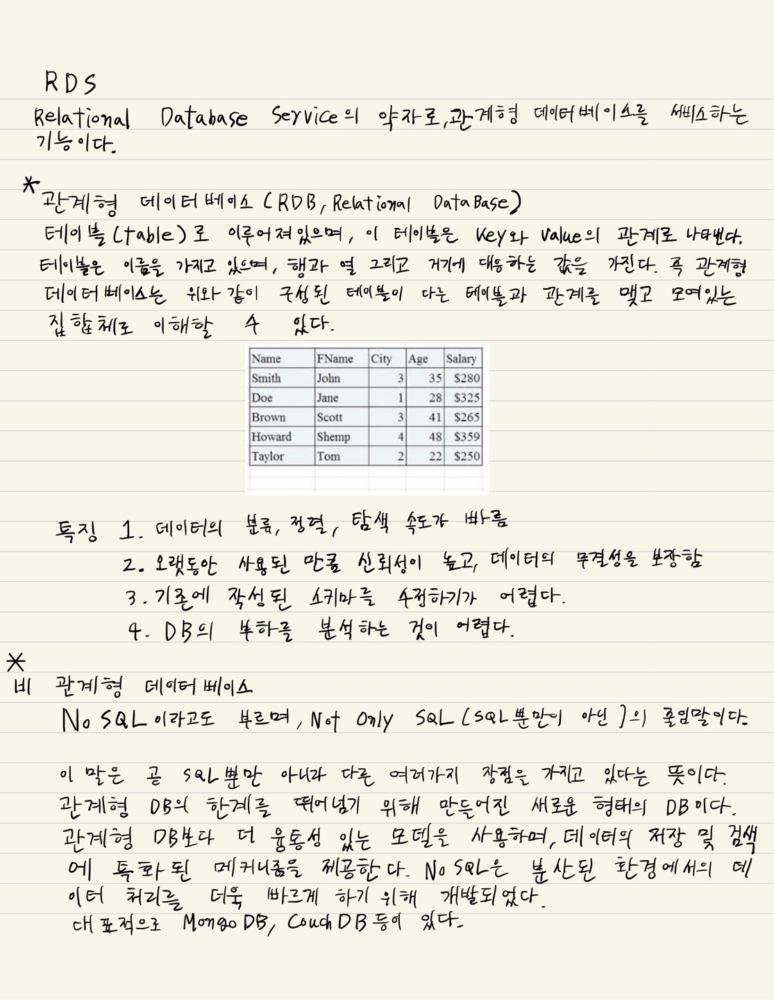 RDS
Relational Database Service의 약자로, 관계형 데이터베이스를 서비스하는
기능이다.
* 관계형 데이터베이스 (RDB, Relational DataBase)
테이블(table)로 이루어져있으며, 이 테이블은 Key와 Value의 관계로 나타낸다.
테이블은 이름을 가지고 있으며, 행과 열 그리고 거기에 대응하는 값을 가진다. 즉 관계형
데이터베이스는 위와 같이 구성된 테이블이 다른 테이블과 관계를 맺고 모여있는
집합체로 이해할 수 있다.
Name FName City Age Salary
Smith John 3 35 $280
Doe Jane 1 28 $325
Brown Scott 3 41 $265
Howard Shemp 4 48 $359
Taylor Tom 2 22 $250
특징 1. 데이터의 분류, 정렬, 탐색 속도가 빠름
2. 오랫동안 사용된 만큼 신뢰성이 높고, 데이터의 무결성을 보장함
3. 기존에 작성된 스키마를 수정하기가 어렵다.
4. DB의 부하를 분석하는 것이 어렵다.
*
비 관계형 데이터베이스
No SQL이라고도 부르며, Not Only SQL (SQL뿐만이 아닌)의 줄임말이다.
이 말은 곧 SQL뿐만 아니라 다른 여러가지 장점을 가지고 있다는 뜻이다.
관계형 DB의 한계를 뛰어넘기 위해 만들어진 새로운 형태의 DB이다.
관계형 DB보다 더 융통성 있는 모델을 사용하며, 데이터의 저장 및 검색
에 특화된 메커니즘을 제공한다. No SQL은 분산된 환경에서의 데
이터 처리를 더욱 빠르게 하기 위해 개발되었다.
대표적으로 MongoDB, CouchDB 등이 있다.